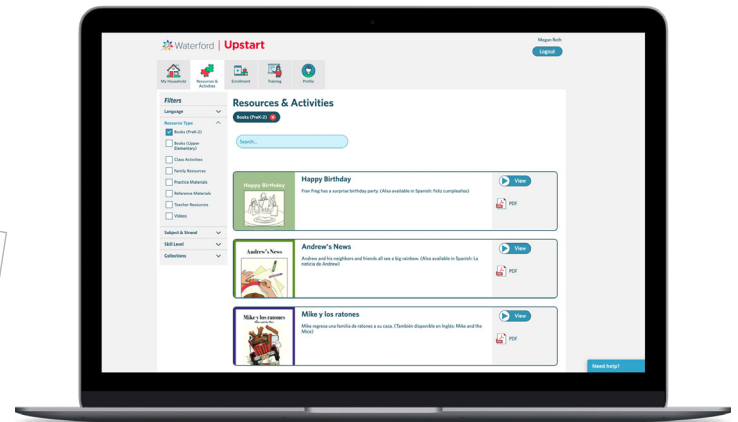 Megan Roth
Waterford | Upstart
Logout
My Household
Resources &
Activities
Enrollment
Training
Profile
Filters
Language
Resource Type
Books (PreK-2)
Books (Upper
Elementary)
Class Activities
Family Resources
Practice Materials
Reference Materials
Teacher Resources
Videos
Subject & Strand
Skill Level
Collections
Resources & Activities
Books (PreK-2)
Search...
Happy Birthday
Happy Birthday
Fran Frog has a surprise birthday party. (Also available in Spanish: Feliz cumpleaños)
View
PDF
Andrew's News
Andrew's News
Andrew and his neighbors and friends all see a big rainbow. (Also available in Spanish: La
noticia de Andrew)
View
PDF
Mike y los ratones
Mike and the Mice
Mike y los ratones
Mike regresa una familia de ratones a su casa. (También disponible en Inglés: Mike and the
Mice)
View
PDF
Need help?